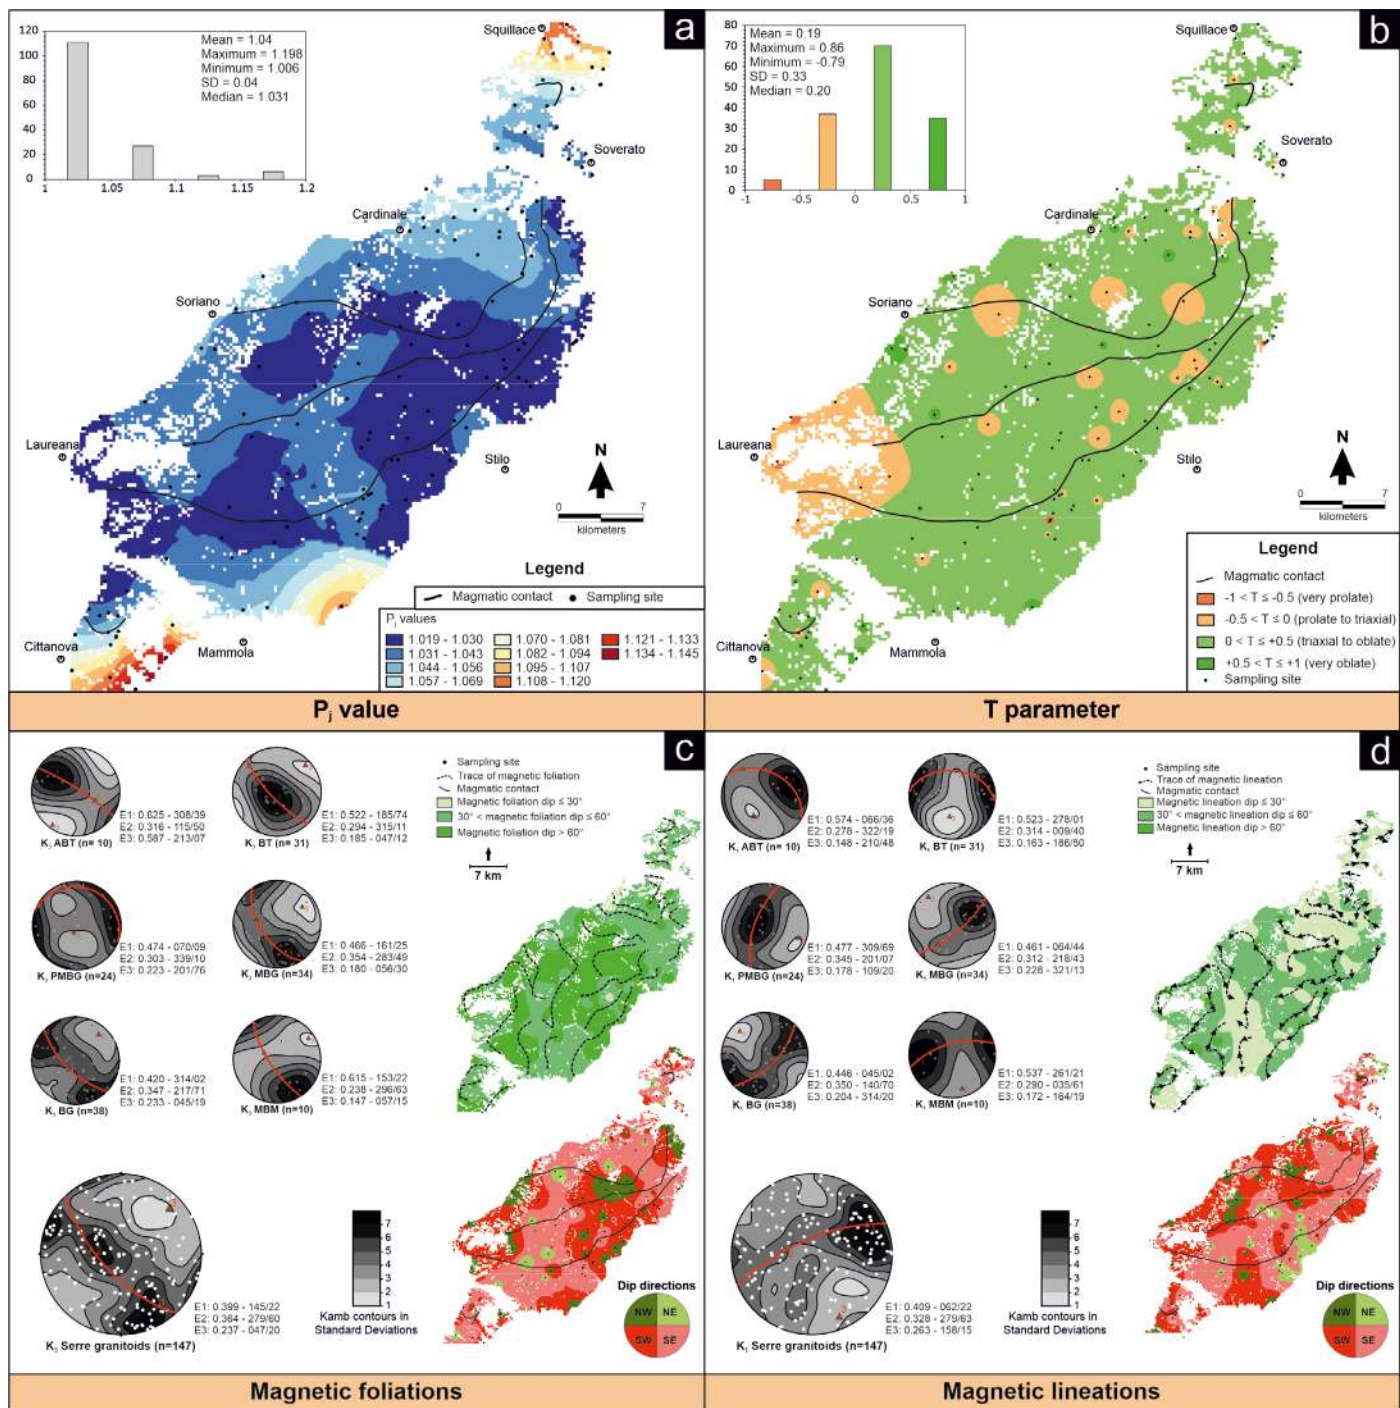 a
120
100
80
60
40
20
0
1
1.05
1.1
1.15
1.2
Mean = 1.04
Maximum = 1.198
Minimum = 1.006
SD = 0.04
Median = 1.031
Squillace
Soverato
Cardinale
Soriano
Laureana
Stilo
Cittanova
Mammola
N
0 7
kilometers
Legend
Magmatic contact
Sampling site
Pj values
1.019 - 1.030
1.031 - 1.043
1.044 - 1.056
1.057 - 1.069
1.070 - 1.081
1.082 - 1.094
1.095 - 1.107
1.108 - 1.120
1.121 - 1.133
1.134 - 1.145
Pj value
b
80
70
60
50
40
30
20
10
0
-1
-0.5
0
0.5
1
Mean = 0.19
Maximum = 0.86
Minimum = -0.79
SD = 0.33
Median = 0.20
Squillace
Soverato
Cardinale
Soriano
Laureana
Stilo
Cittanova
Mammola
N
0 7
kilometers
Legend
Magmatic contact
-1 < T ≤ -0.5 (very prolate)
-0.5 < T ≤ 0 (prolate to triaxial)
0 < T ≤ +0.5 (triaxial to oblate)
+0.5 < T ≤ +1 (very oblate)
Sampling site
T parameter
c
E1: 0.625 - 308/39
E2: 0.316 - 115/50
E3: 0.587 - 213/07
K3 ABT (n= 10)
E1: 0.522 - 185/74
E2: 0.294 - 315/11
E3: 0.185 - 047/12
K3 BT (n= 31)
E1: 0.474 - 070/09
E2: 0.303 - 339/10
E3: 0.223 - 201/76
K3 PMBG (n=24)
E1: 0.466 - 161/25
E2: 0.354 - 283/49
E3: 0.180 - 056/30
K3 MBG (n=34)
E1: 0.420 - 314/02
E2: 0.347 - 217/71
E3: 0.233 - 045/19
K3 BG (n=38)
E1: 0.615 - 153/22
E2: 0.238 - 296/63
E3: 0.147 - 057/15
K3 MBM (n=10)
E1: 0.399 - 145/22
E2: 0.364 - 279/60
E3: 0.237 - 047/20
K3 Serre granitoids (n=147)
7
6
5
4
3
2
1
Kamb contours in
Standard Deviations
Sampling site
Trace of magnetic foliation
Magmatic contact
Magnetic foliation dip ≤ 30°
30° < magnetic foliation dip ≤ 60°
Magnetic foliation dip > 60°
7 km
Dip directions
NW NE
SW SE
Magnetic foliations
d
E1: 0.574 - 066/36
E2: 0.278 - 322/19
E3: 0.148 - 210/48
K1 ABT (n= 10)
E1: 0.523 - 278/01
E2: 0.314 - 009/40
E3: 0.163 - 186/50
K1 BT (n= 31)
E1: 0.477 - 309/69
E2: 0.345 - 201/07
E3: 0.178 - 109/20
K1 PMBG (n=24)
E1: 0.461 - 064/44
E2: 0.312 - 218/43
E3: 0.228 - 321/13
K1 MBG (n=34)
E1: 0.446 - 045/02
E2: 0.350 - 140/70
E3: 0.204 - 314/20
K1 BG (n=38)
E1: 0.537 - 261/21
E2: 0.290 - 035/61
E3: 0.172 - 164/19
K1 MBM (n=10)
E1: 0.409 - 062/22
E2: 0.328 - 279/63
E3: 0.263 - 158/15
K1 Serre granitoids (n=147)
7
6
5
4
3
2
1
Kamb contours in
Standard Deviations
Sampling site
Trace of magnetic lineation
Magmatic contact
Magnetic lineation dip ≤ 30°
30° < magnetic lineation dip ≤ 60°
Magnetic lineation dip > 60°
7 km
Dip directions
NW NE
SW SE
Magnetic lineations